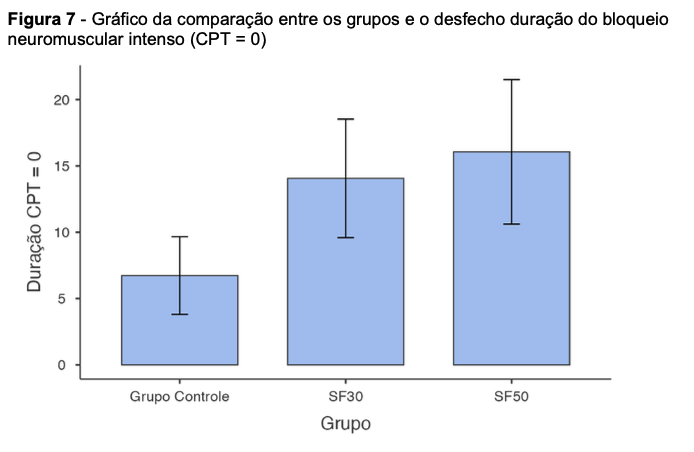 Figura 7 - Gráfico da comparação entre os grupos e o desfecho duração do bloqueio
neuromuscular intenso (CPT = 0)
20
15
10
5
0
Duração CPT = 0
Grupo Controle
SF30
SF50
Grupo